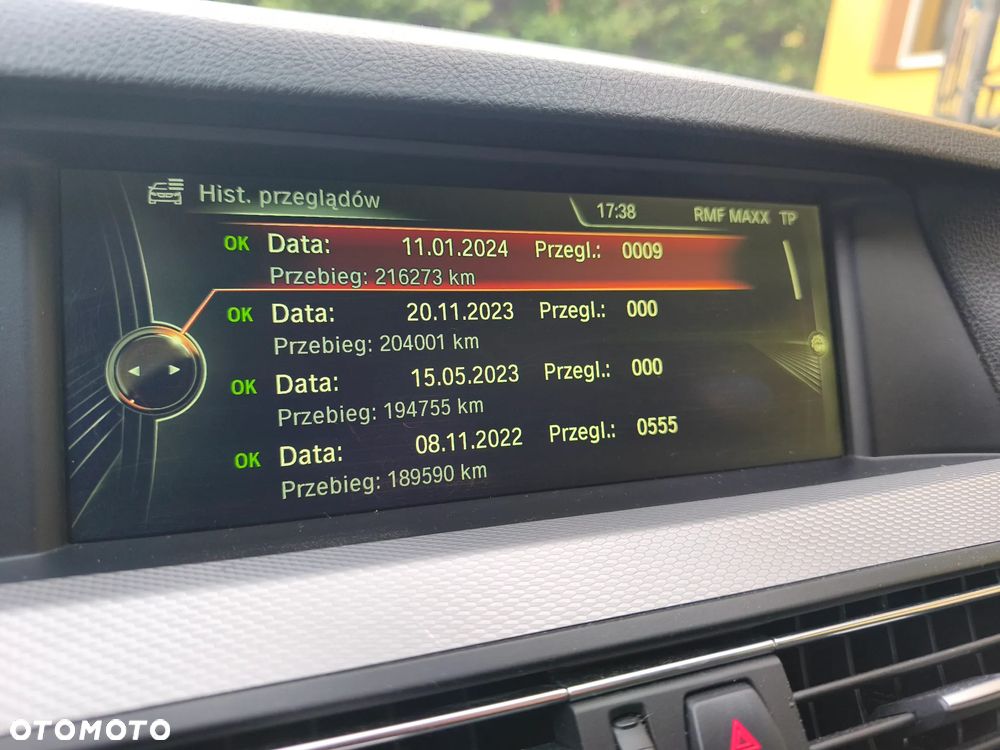 Hist. przeglądów 17:38 RMF MAXX TP
OK Data: 11.01.2024 Przegl.: 0009
Przebieg: 216273 km
OK Data: 20.11.2023 Przegl.: 000
Przebieg: 204001 km
OK Data: 15.05.2023 Przegl.: 000
Przebieg: 194755 km
OK Data: 08.11.2022 Przegl.: 0555
Przebieg: 189590 km
OTOMOTO